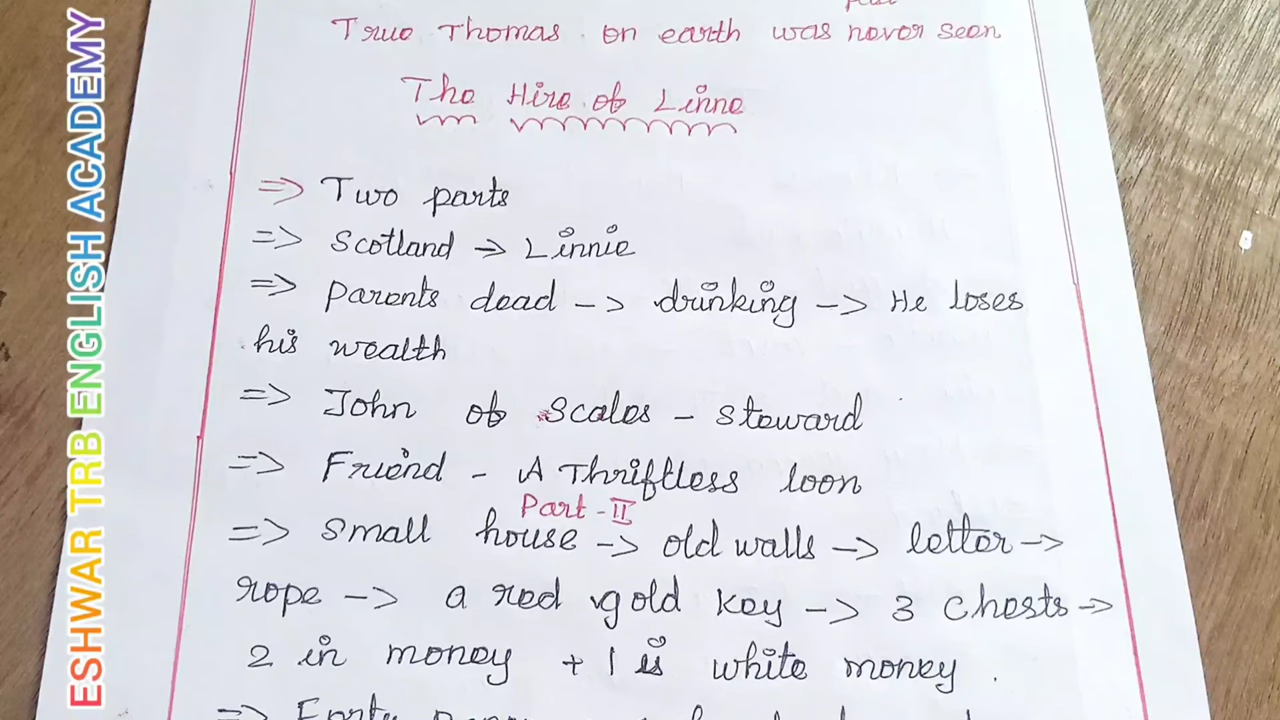 True Thomas on earth was never seen
The Hire of Linne
=> Two parts
=> Scotland -> Linnie
=> Parents dead -> drinking -> He loses
his wealth
=> John of Scales - steward
=> Friend - A Thriftless loon
Part - II
=> small house -> old walls -> letter ->
rope -> a red gold key -> 3 chests ->
2 in money + 1 is white money.
=>
ESHWAR TRB ENGLISH ACADEMY